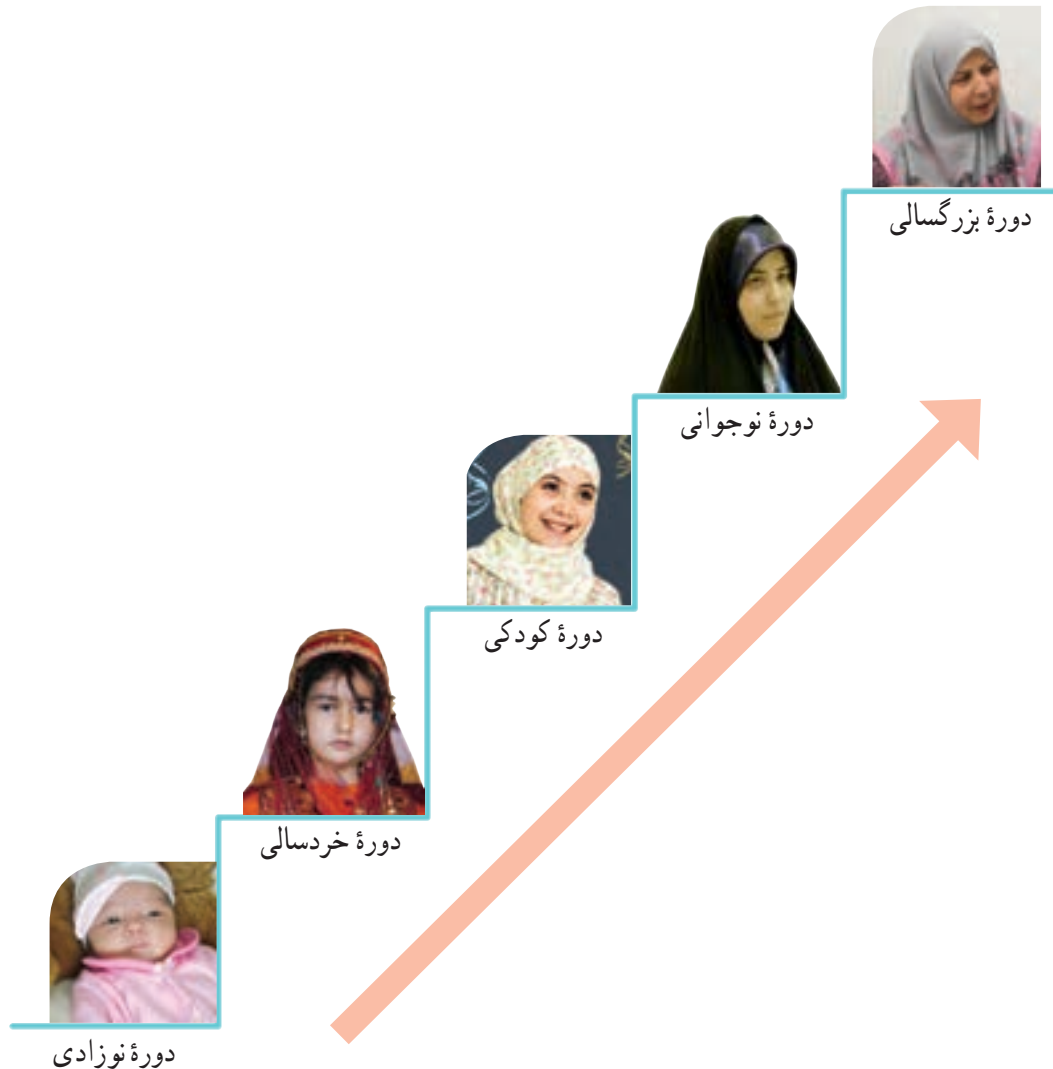 دورهٔ بزرگسالی
دورهٔ نوجوانی
دورهٔ کودکی
دورهٔ خردسالی
دورهٔ نوزادی